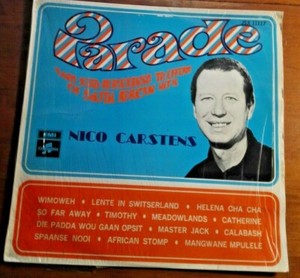 Parade
NICO CARSTENS
WIMOWEH • LENTE IN SWITSERLAND • HELENA CHA CHA
SO FAR AWAY • TIMOTHY • MEADOWLANDS • CATHERINE
DIE PADDA WOU GAAN OPSIT • MASTER JACK • CALABASH
SPAANSE NOOI • AFRICAN STOMP • MANGWANE MPULELE